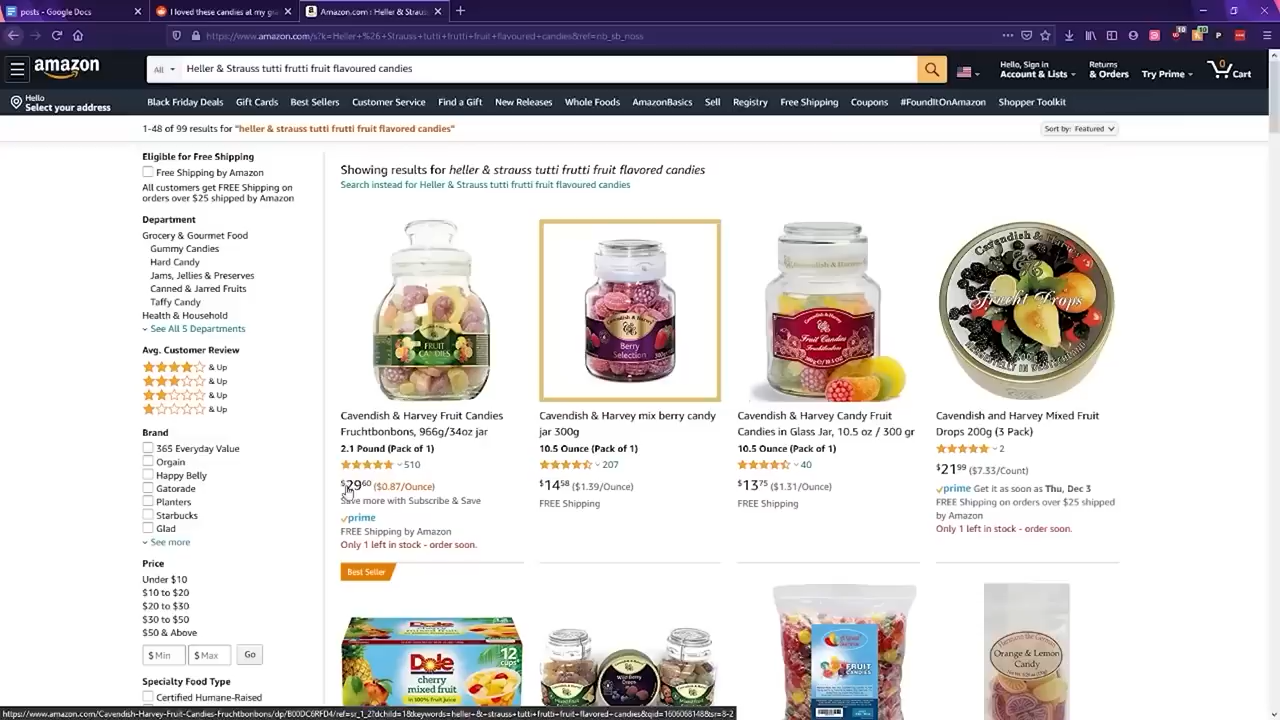 posts - Google Docs
I loved these candies at my gr
Amazon.com : Heller & Straus
amazon
All
Heller & Strauss tutti frutti fruit flavoured candies
Hello, Sign in
Account & Lists
Returns
& Orders
Try Prime
0
Cart
Hello
Select your address
Black Friday Deals
Gift Cards
Best Sellers
Customer Service
Find a Gift
New Releases
Whole Foods
AmazonBasics
Sell
Registry
Free Shipping
Coupons
#FoundItOnAmazon
Shopper Toolkit
1-48 of 99 results for "heller & strauss tutti frutti fruit flavored candies"
Sort by: Featured
Eligible for Free Shipping
Free Shipping by Amazon
All customers get FREE Shipping on
orders over $25 shipped by Amazon
Department
Grocery & Gourmet Food
Gummy Candies
Hard Candy
Jams, Jellies & Preserves
Canned & Jarred Fruits
Taffy Candy
Health & Household
See All 5 Departments
Avg. Customer Review
& Up
& Up
& Up
& Up
Brand
365 Everyday Value
Orgain
Happy Belly
Gatorade
Planters
Starbucks
Glad
See more
Price
Under $10
$10 to $20
$20 to $30
$30 to $50
$50 & Above
$ Min
$ Max
Go
Specialty Food Type
Certified Humane-Raised
Showing results for heller & strauss tutti frutti fruit flavored candies
Search instead for Heller & Strauss tutti frutti fruit flavoured candies
FRUIT
CANDIES
Cavendish & Harvey Fruit Candies
Fruchtbonbons, 966g/34oz jar
2.1 Pound (Pack of 1)
510
$29 60 ($0.87/Ounce)
Save more with Subscribe & Save
prime
FREE Shipping by Amazon
Only 1 left in stock - order soon.
Berry
Selection
Cavendish & Harvey mix berry candy
jar 300g
10.5 Ounce (Pack of 1)
207
$14 58 ($1.39/Ounce)
FREE Shipping
Cavendish & Harvey
Fruit Candies
Fruchtbonbons
Cavendish & Harvey Candy Fruit
Candies in Glass Jar, 10.5 oz / 300 gr
10.5 Ounce (Pack of 1)
40
$13 75 ($1.31/Ounce)
FREE Shipping
Cavendish & Harvey
Frucht Drops
Cavendish and Harvey Mixed Fruit
Drops 200g (3 Pack)
2
$21 99 ($7.33/Count)
prime Get it as soon as Thu, Dec 3
FREE Shipping on orders over $25 shipped
by Amazon
Only 1 left in stock - order soon.
Best Seller
Dole
cherry
mixed fruit
in 100% fruit juice
12
cups
FRUIT
CANDIES
Orange & Lemon
Candy